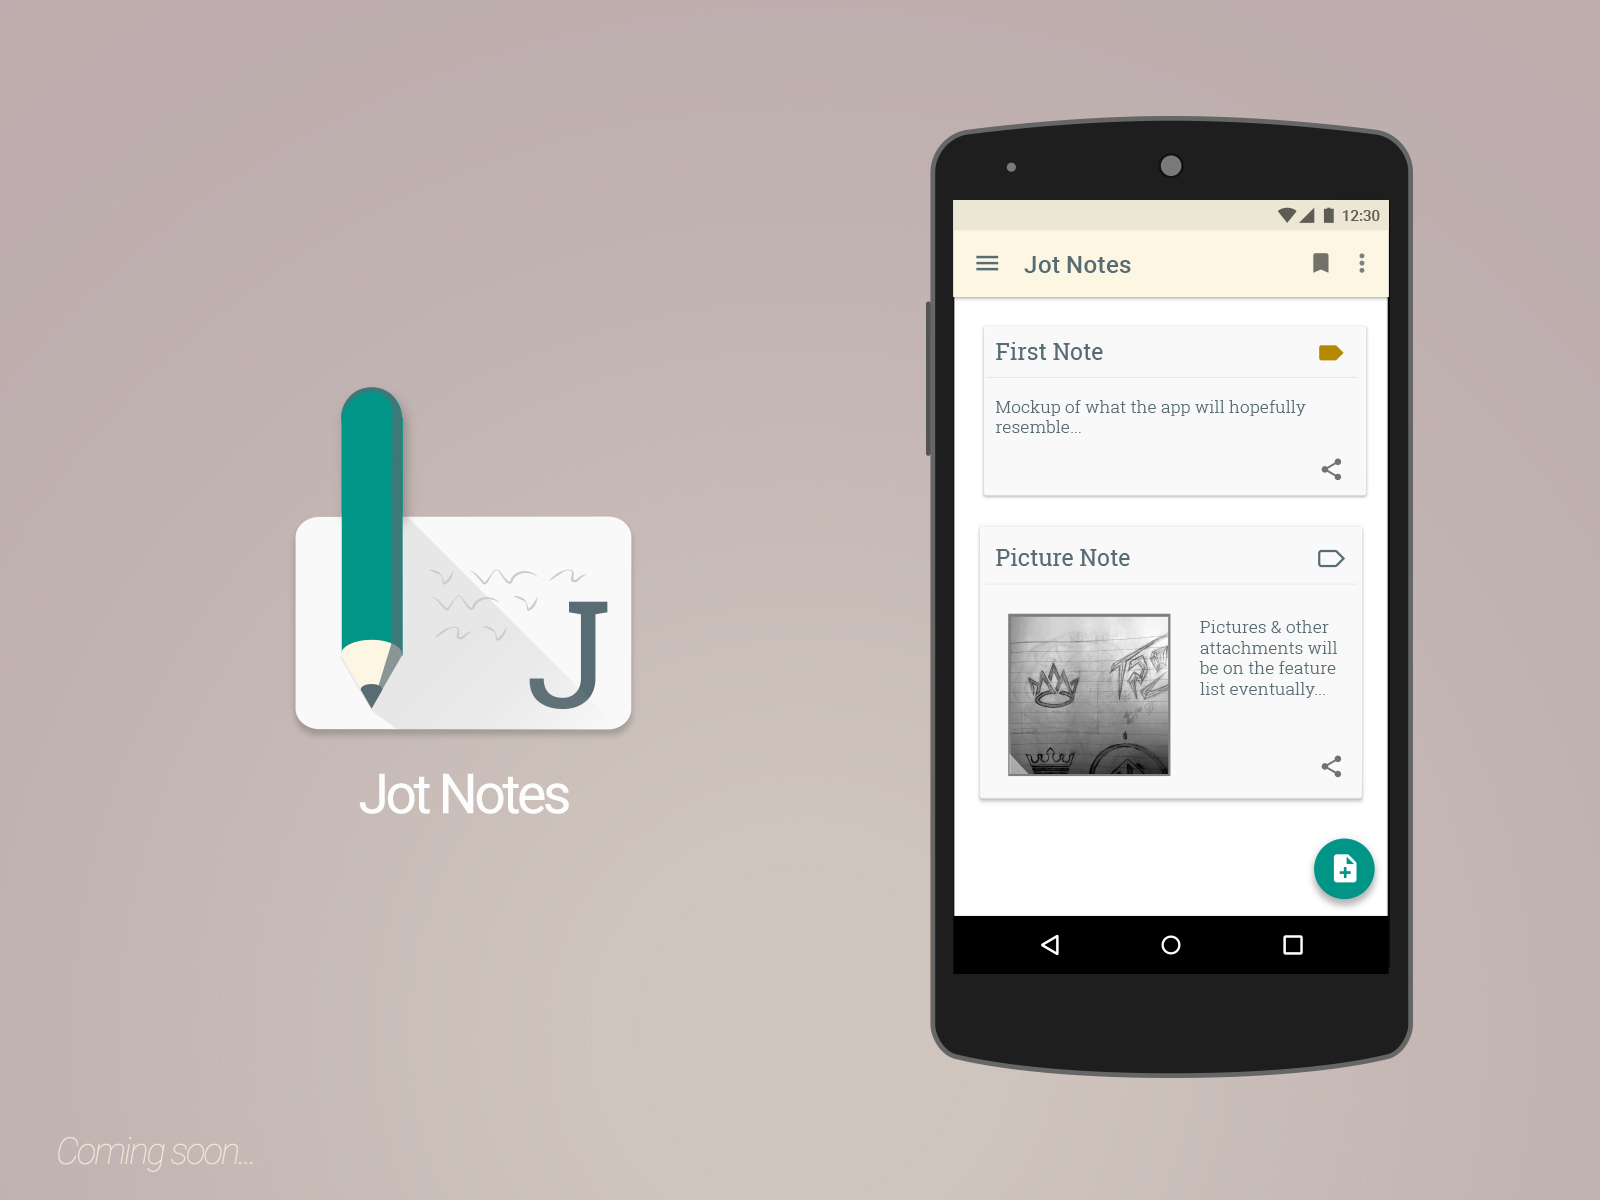 12:30
Jot Notes
First Note
Mockup of what the app will hopefully
resemble...
Picture Note
Pictures & other
attachments will
be on the feature
list eventually...
J
Jot Notes
Coming soon...